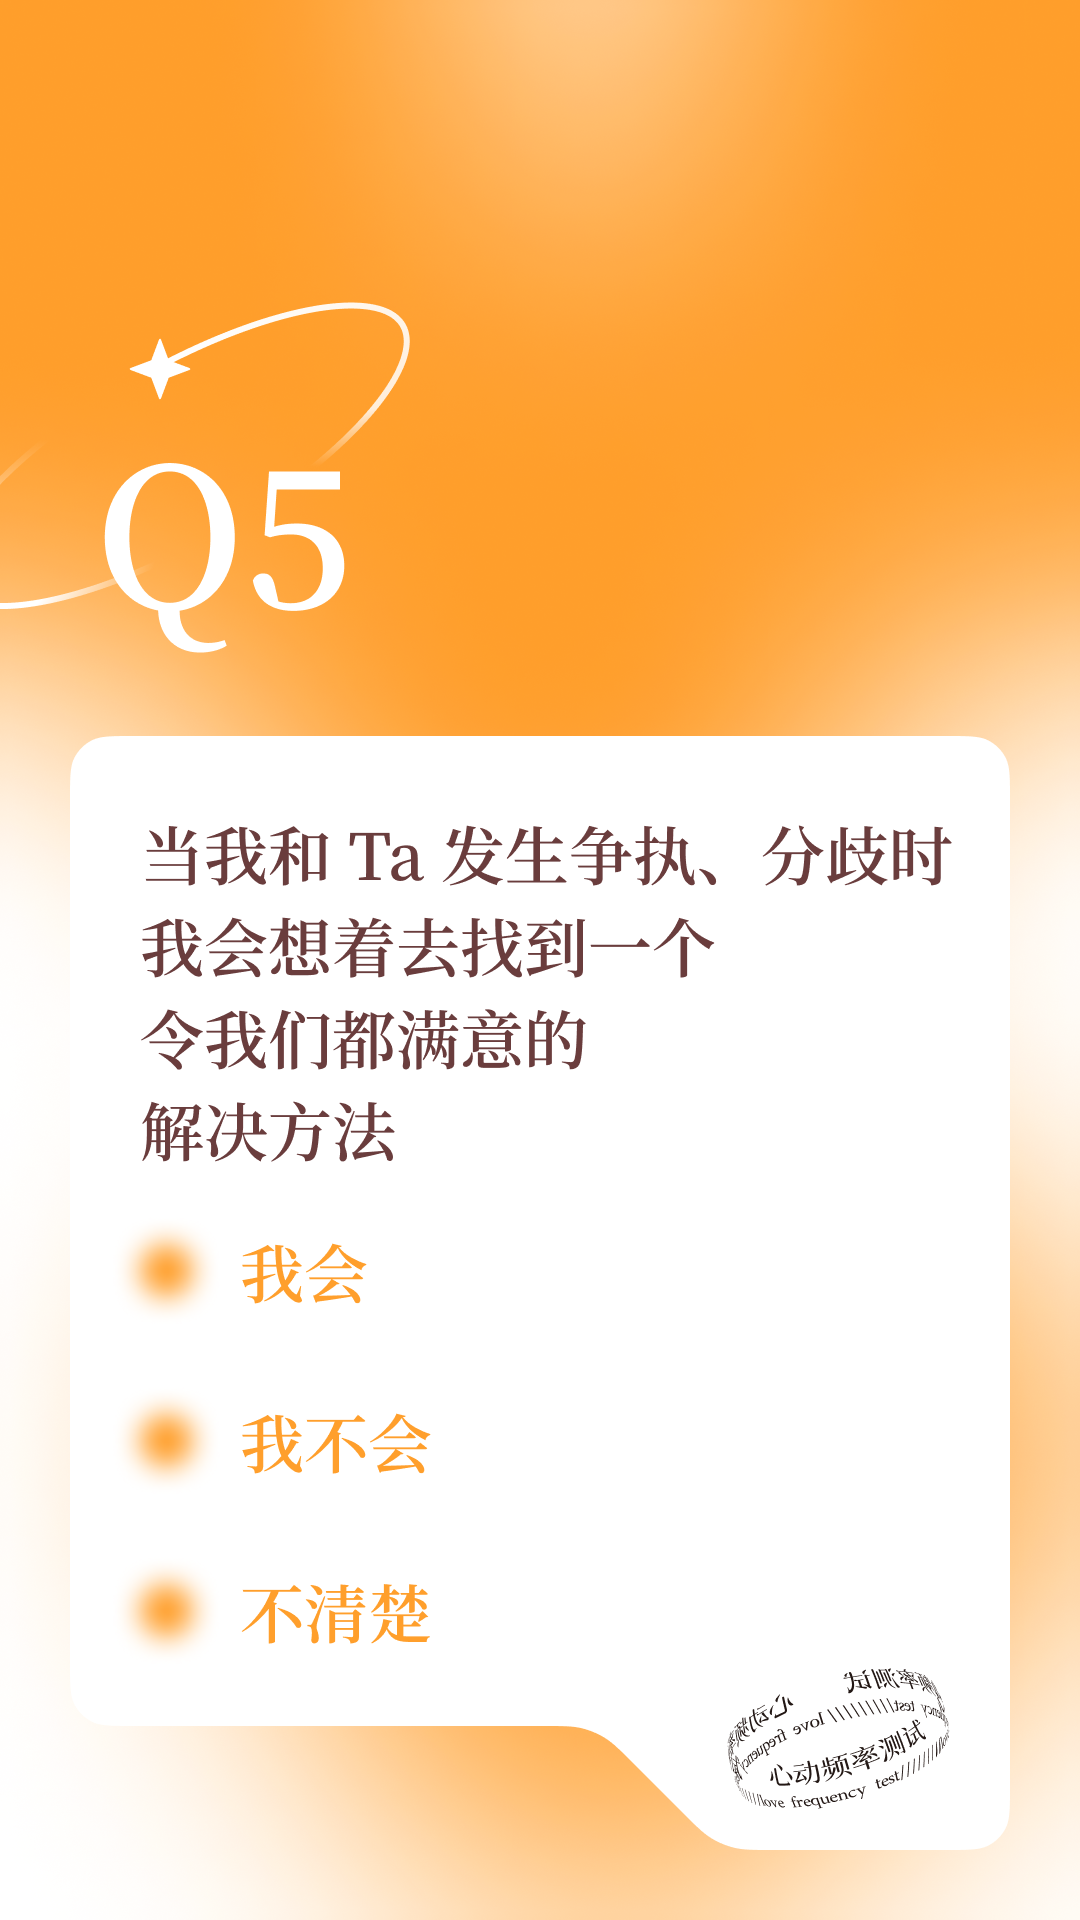 Q5
当我和 Ta 发生争执、分歧时
我会想着去找到一个
令我们都满意的
解决方法
我会
我不会
不清楚
心动频率测试
love frequency test
心动频率测试
//////love frequency test////////love